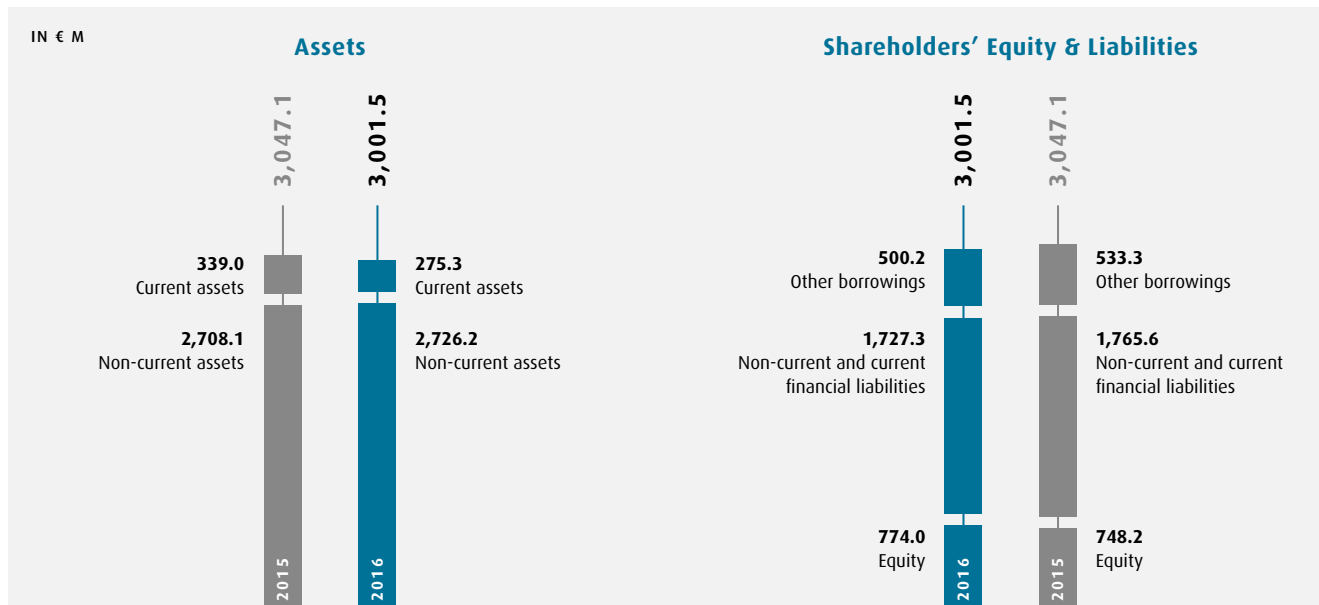 IN € M
Assets
3,047.1
3,001.5
339.0
Current assets
2,708.1
Non-current assets
2015
275.3
Current assets
2,726.2
Non-current assets
2016
Shareholders’ Equity & Liabilities
3,001.5
3,047.1
500.2
Other borrowings
1,727.3
Non-current and current
financial liabilities
774.0
Equity
2016
533.3
Other borrowings
1,765.6
Non-current and current
financial liabilities
748.2
Equity
2015